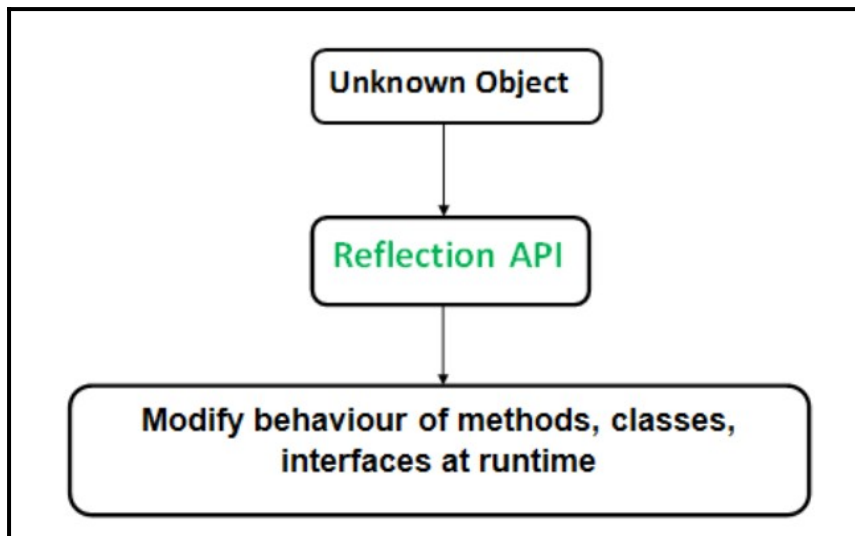 Unknown Object
Reflection API
Modify behaviour of methods, classes,
interfaces at runtime